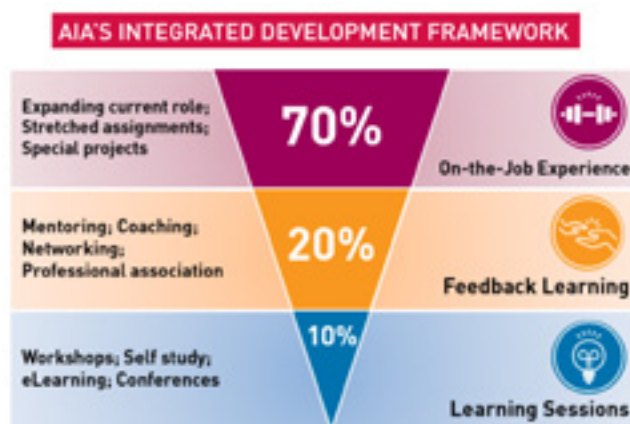 AIA'S INTEGRATED DEVELOPMENT FRAMEWORK
Expanding current role;
Stretched assignments;
Special projects
70%
On-the-Job Experience
Mentoring; Coaching;
Networking;
Professional association
20%
Feedback Learning
Workshops; Self study;
eLearning; Conferences
10%
Learning Sessions